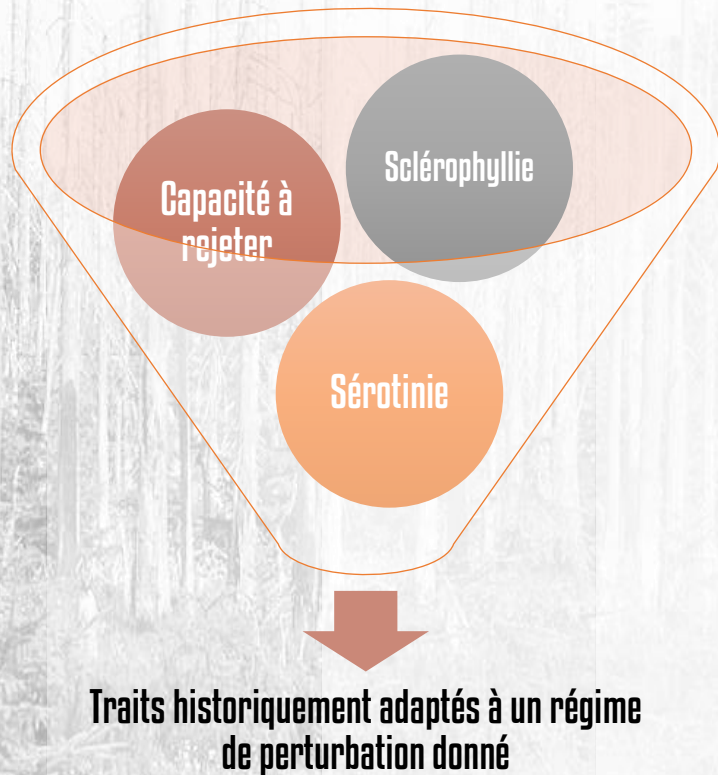 Sclérophyllie
Capacité à
rejeter
Sérotinie
Traits historiquement adaptés à un régime
de perturbation donné